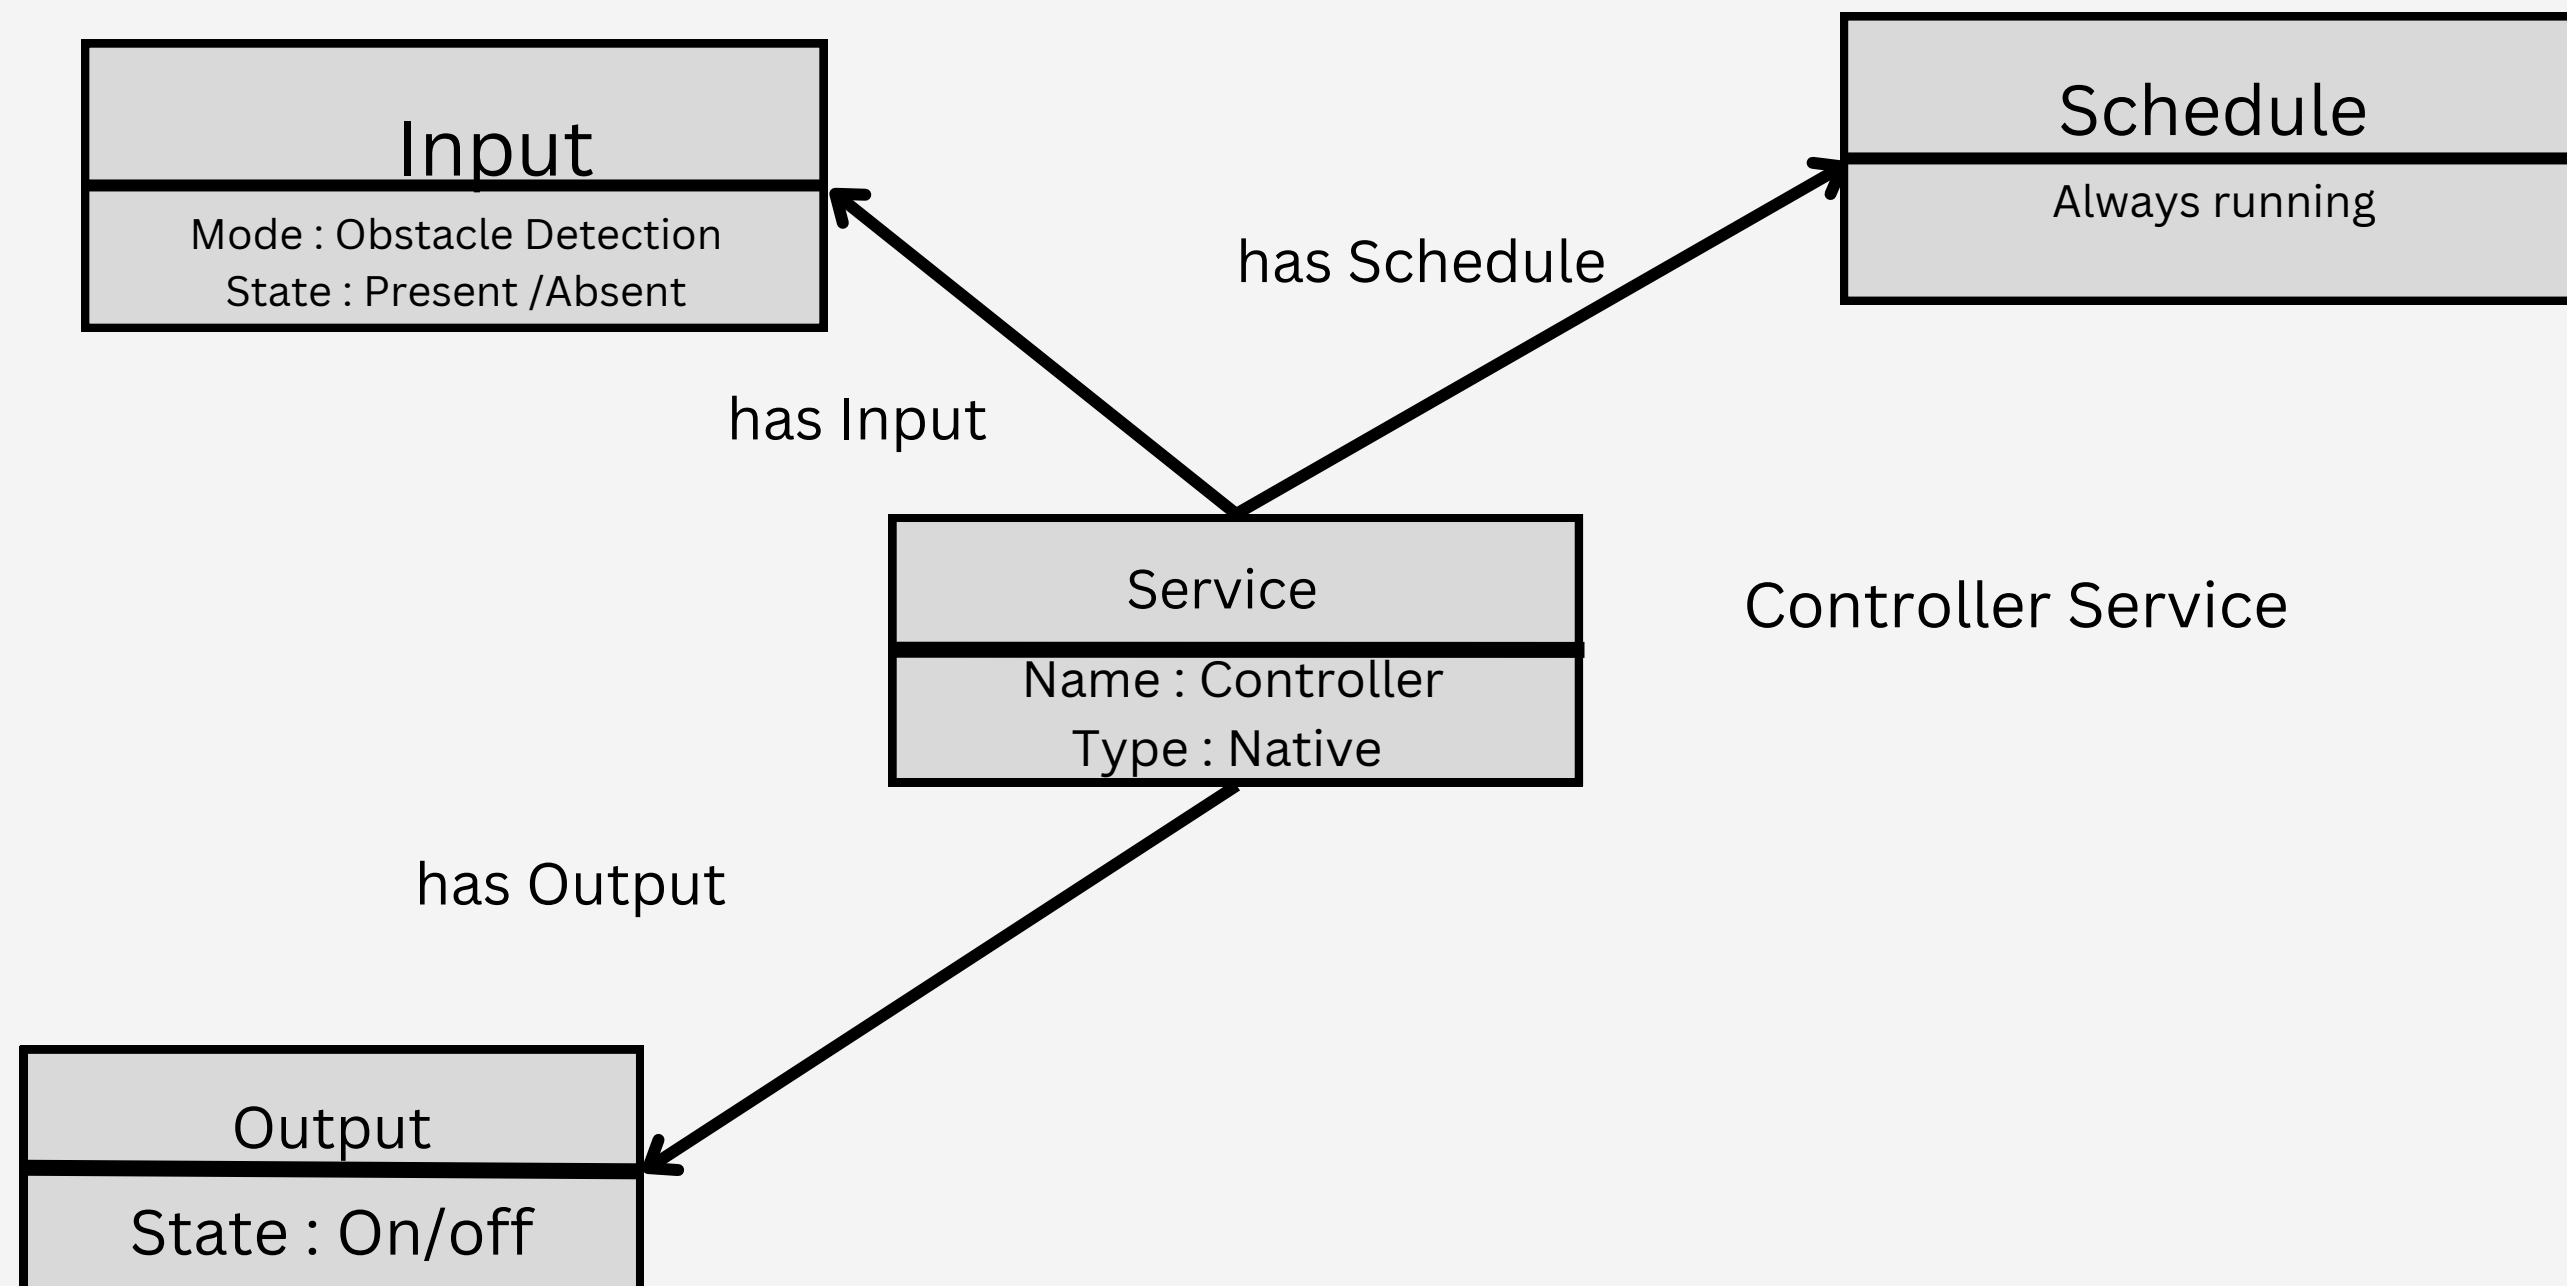 Input
Mode : Obstacle Detection
State : Present /Absent
Schedule
Always running
has Schedule
has Input
Service
Name : Controller
Type : Native
Controller Service
has Output
Output
State : On/off